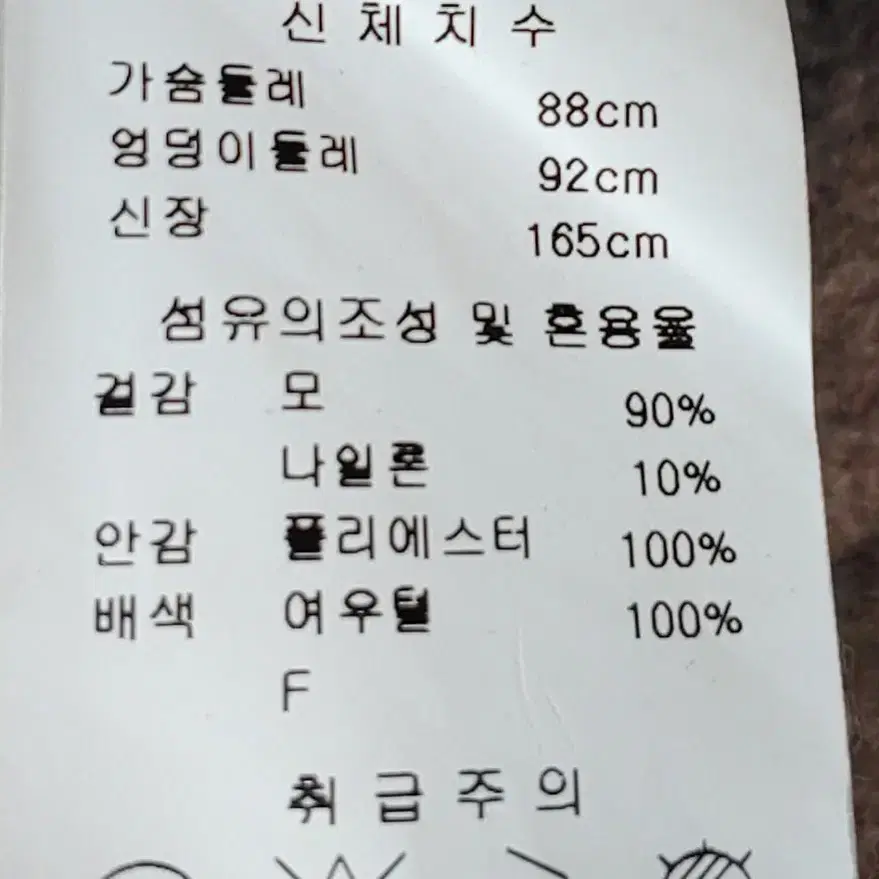 신체치수
가슴둘레 88cm
엉덩이둘레 92cm
신장 165cm
섬유의조성 및 혼용율
겉감 모 90%
나일론 10%
안감 폴리에스터 100%
배색 여우털 100%
F
취급주의